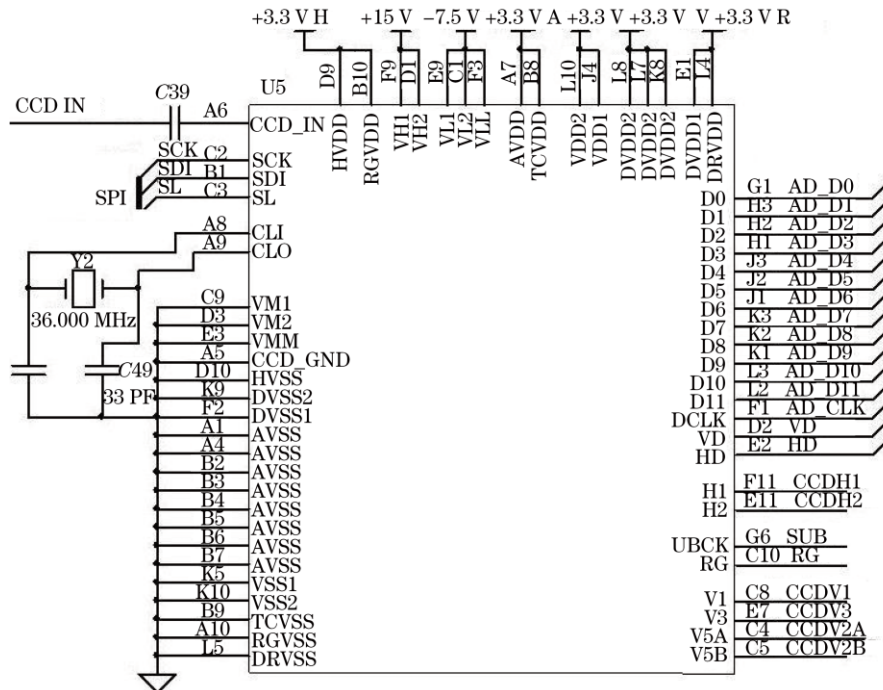 +3.3 V H +15 V −7.5 V +3.3 V A +3.3 V +3.3 V V +3.3 V R
D9 B10 F9 D1 E9 C1 F3 A7 B8 L10 J4 L8 L7 K8 E1 L4
U5
HVDD RGVDD VH1 VH2 VL1 VL2 VLL AVDD TCVDD VDD2 VDD1 DVDD2 DVDD2 DVDD2 DVDD1 DRVDD
CCD IN C39 A6 CCD_IN
SCK C2 SCK
SDI B1 SDI
SPI SL C3 SL
A8 CLI
A9 CLO
Y2
36.000 MHz
C49
33 PF
C9 VM1
D3 VM2
E3 VMM
A5 CCD_GND
D10 HVSS
K9 DVSS2
F2 DVSS1
A1 AVSS
A4 AVSS
B2 AVSS
B3 AVSS
B4 AVSS
B5 AVSS
B6 AVSS
B7 AVSS
K5 VSS1
K10 VSS2
B9 TCVSS
A10 RGVSS
L5 DRVSS
D0 G1 AD_D0
D1 H3 AD_D1
D2 H2 AD_D2
D3 H1 AD_D3
D4 J3 AD_D4
D5 J2 AD_D5
D6 J1 AD_D6
D7 K3 AD_D7
D8 K2 AD_D8
D9 K1 AD_D9
D10 L3 AD_D10
D11 L2 AD_D11
DCLK F1 AD_CLK
VD D2 VD
HD E2 HD
H1 F11 CCDH1
H2 E11 CCDH2
UBCK G6 SUB
RG C10 RG
V1 C8 CCDV1
V3 E7 CCDV3
V5A C4 CCDV2A
V5B C5 CCDV2B